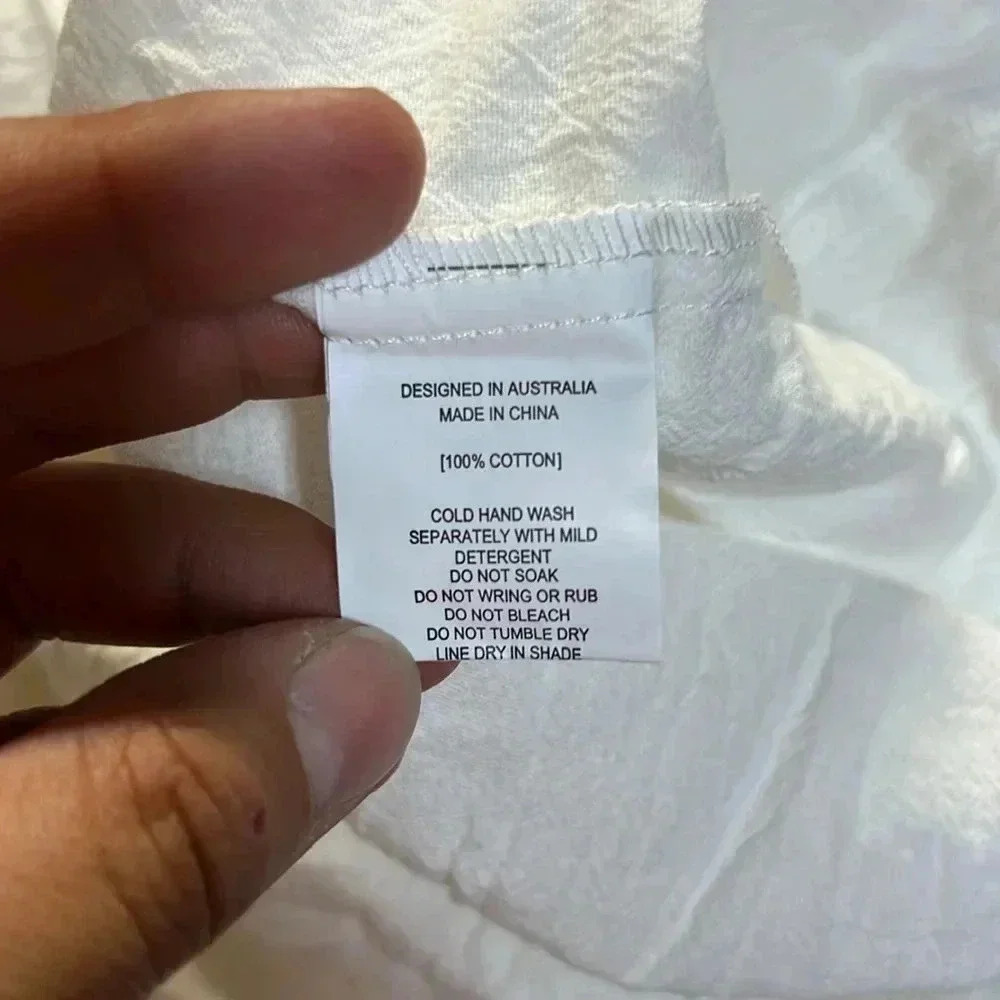 DESIGNED IN AUSTRALIA
MADE IN CHINA
[100% COTTON]
COLD HAND WASH
SEPARATELY WITH MILD
DETERGENT
DO NOT SOAK
DO NOT WRING OR RUB
DO NOT BLEACH
DO NOT TUMBLE DRY
LINE DRY IN SHADE